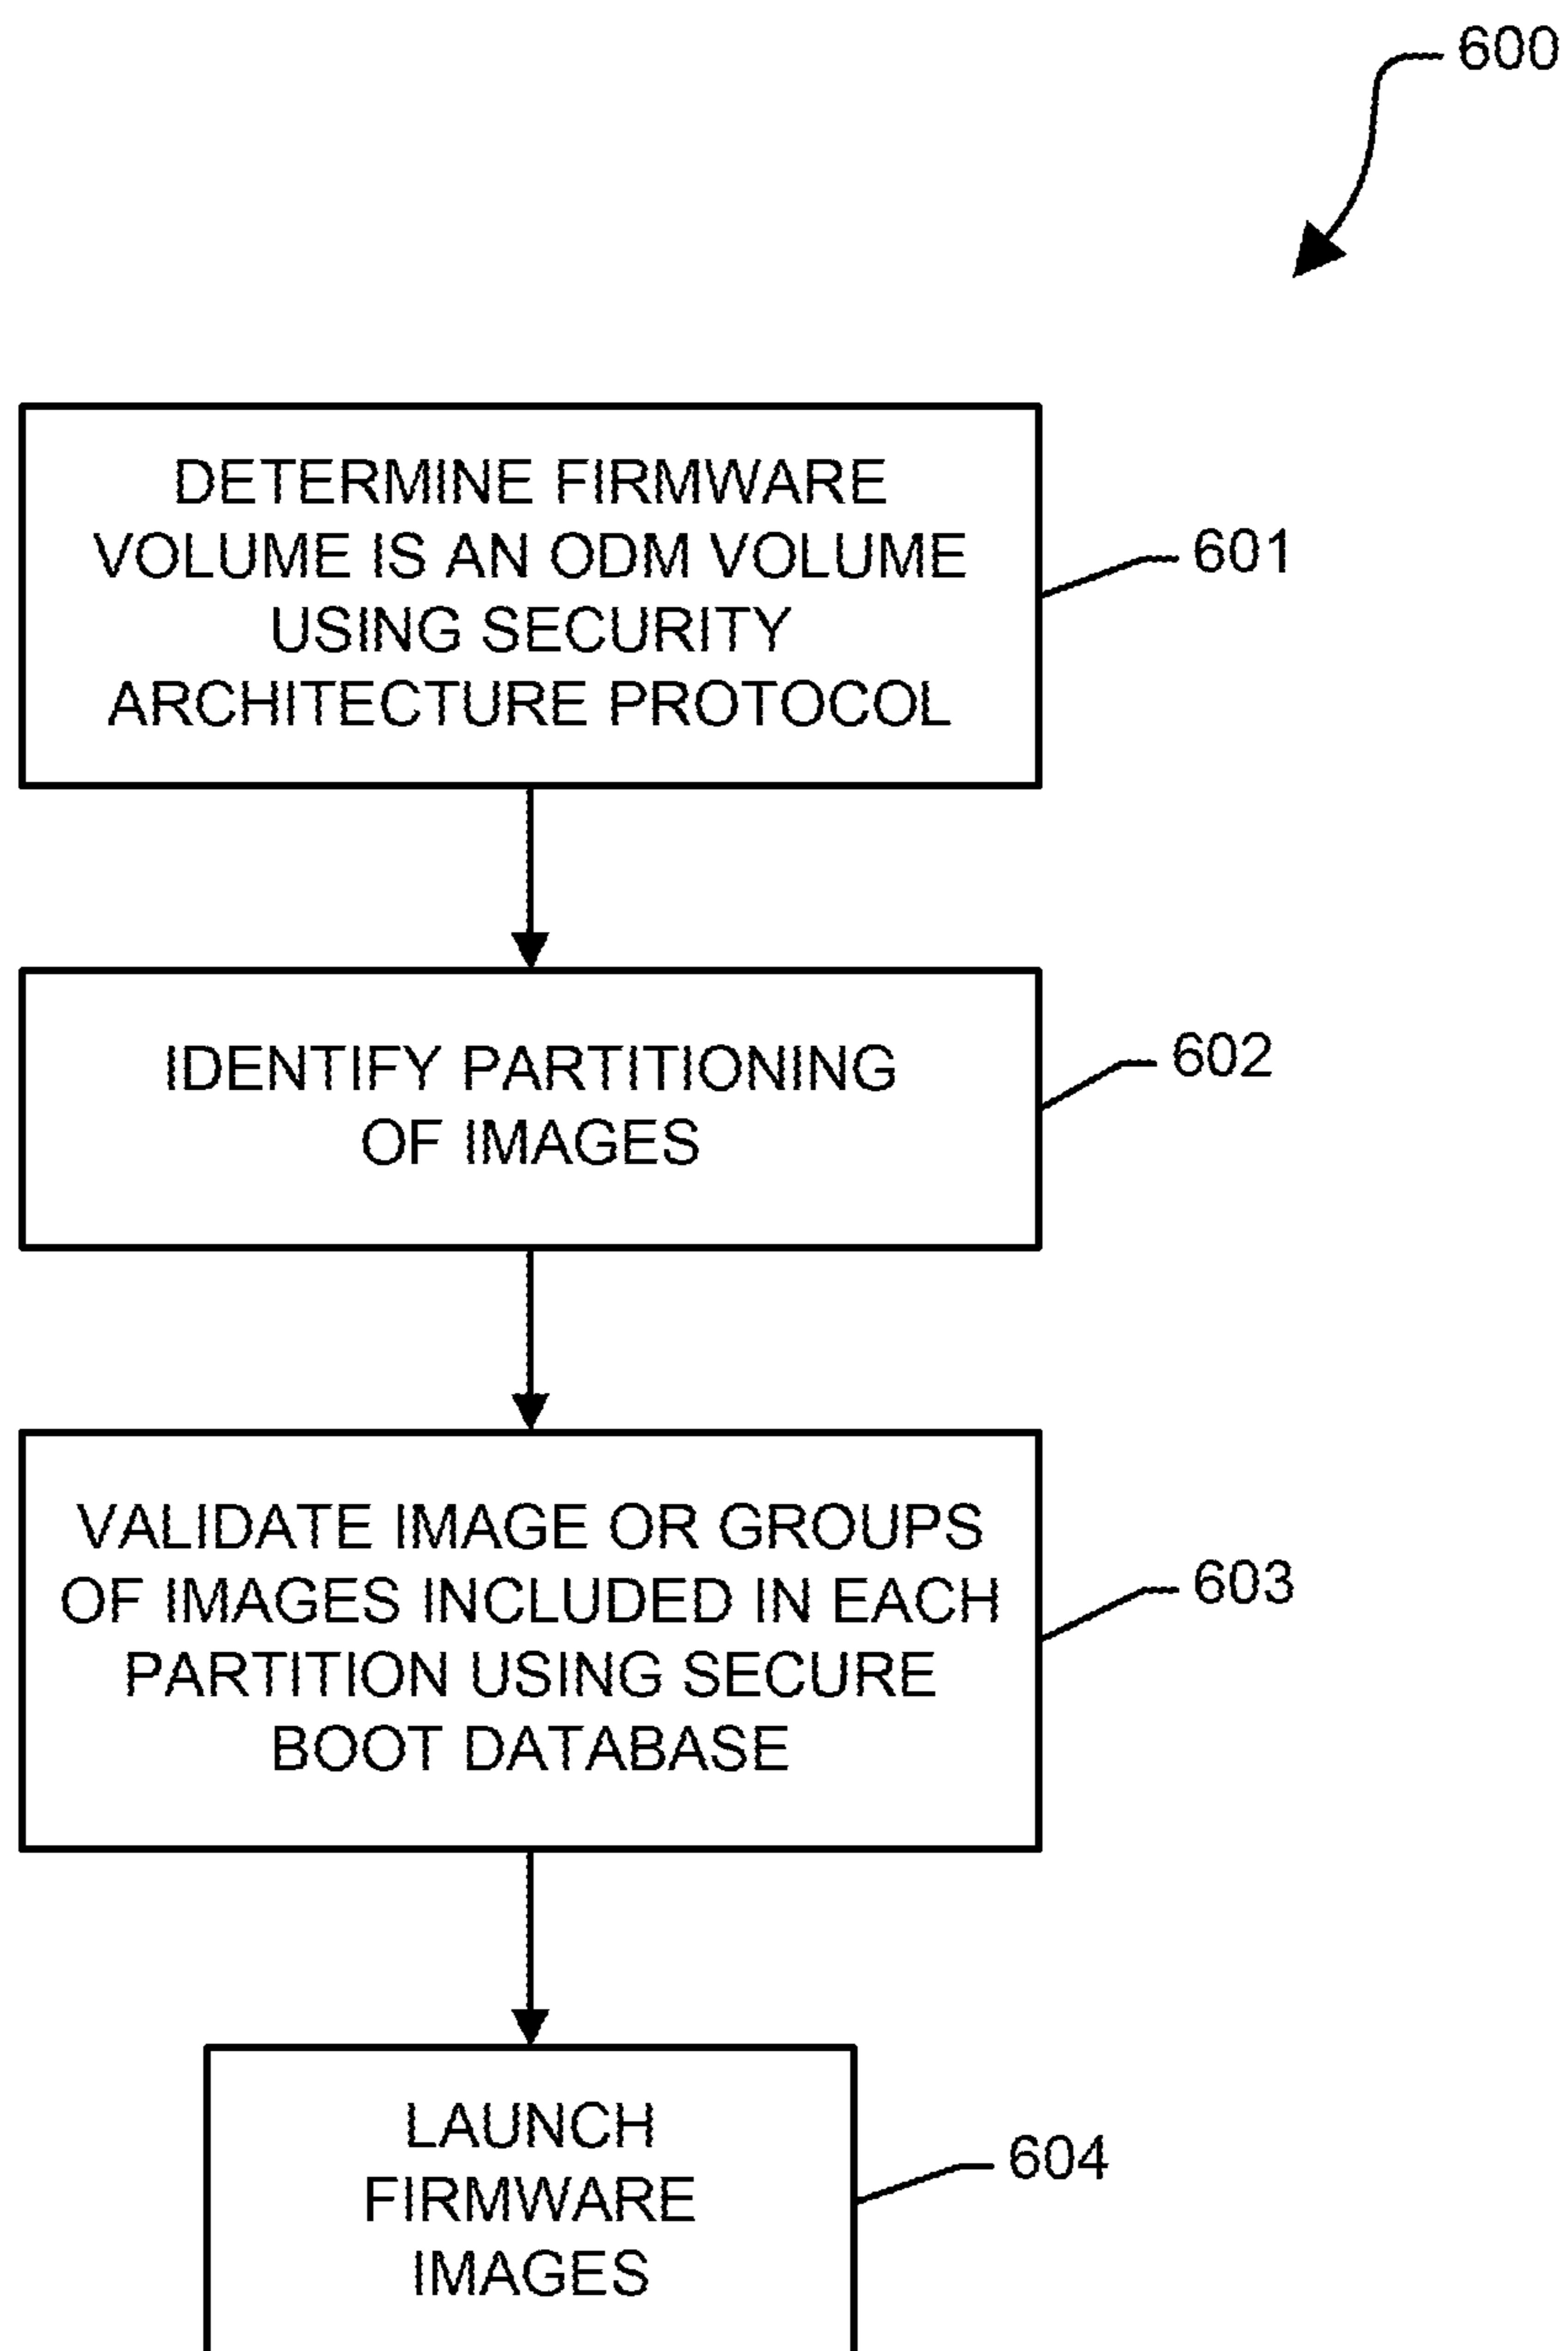 600
DETERMINE FIRMWARE
VOLUME IS AN ODM VOLUME
USING SECURITY
ARCHITECTURE PROTOCOL
601
IDENTIFY PARTITIONING
OF IMAGES
602
VALIDATE IMAGE OR GROUPS
OF IMAGES INCLUDED IN EACH
PARTITION USING SECURE
BOOT DATABASE
603
LAUNCH
FIRMWARE
IMAGES
604